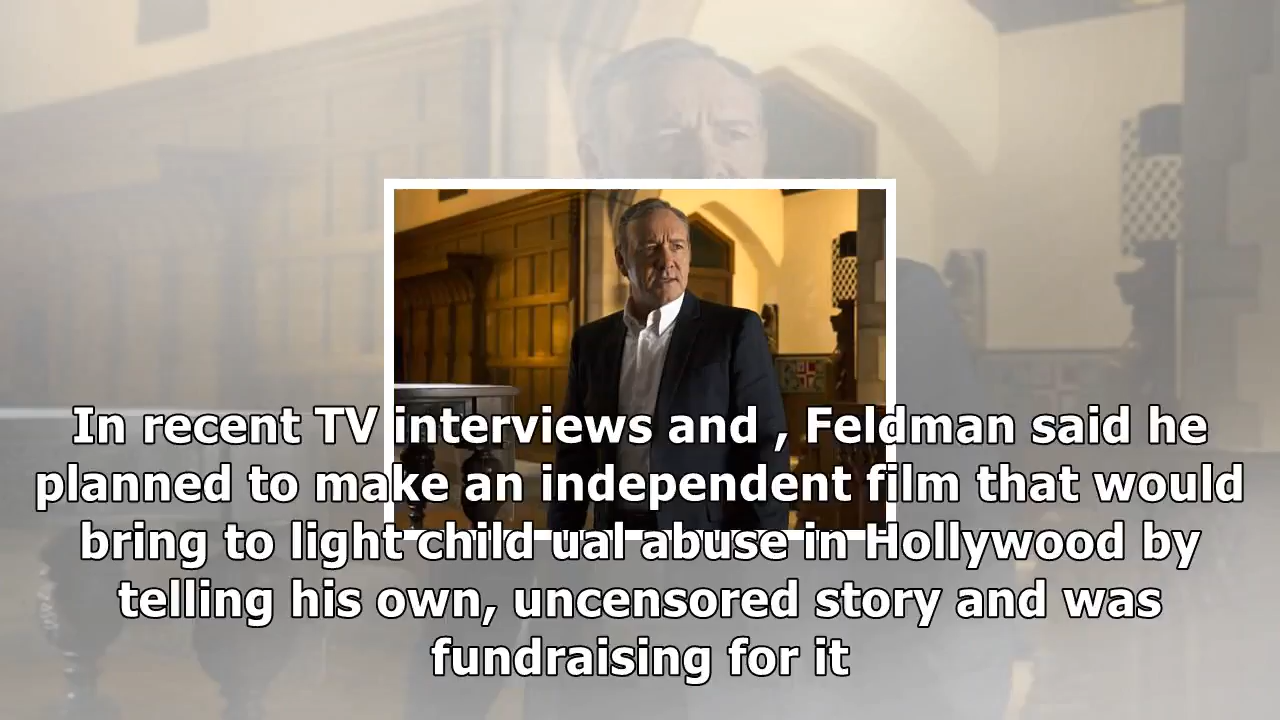 In recent TV interviews and , Feldman said he
planned to make an independent film that would
bring to light child ual abuse in Hollywood by
telling his own, uncensored story and was
fundraising for it